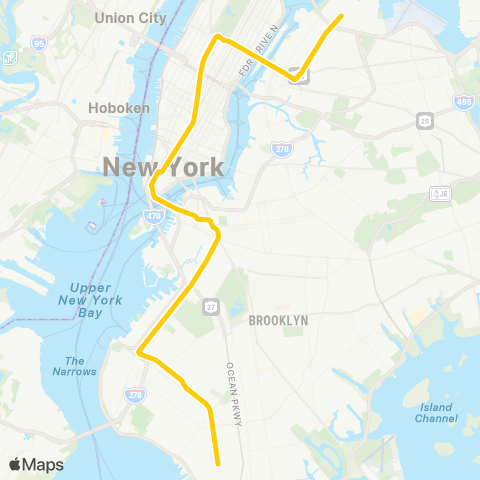 Union City
95
FDR DRIVE N
Hoboken
495
25
278
New York
JR
478
Upper
New York
Bay
27
BROOKLYN
The
Narrows
OCEAN PKWY
278
Island
Channel
Maps